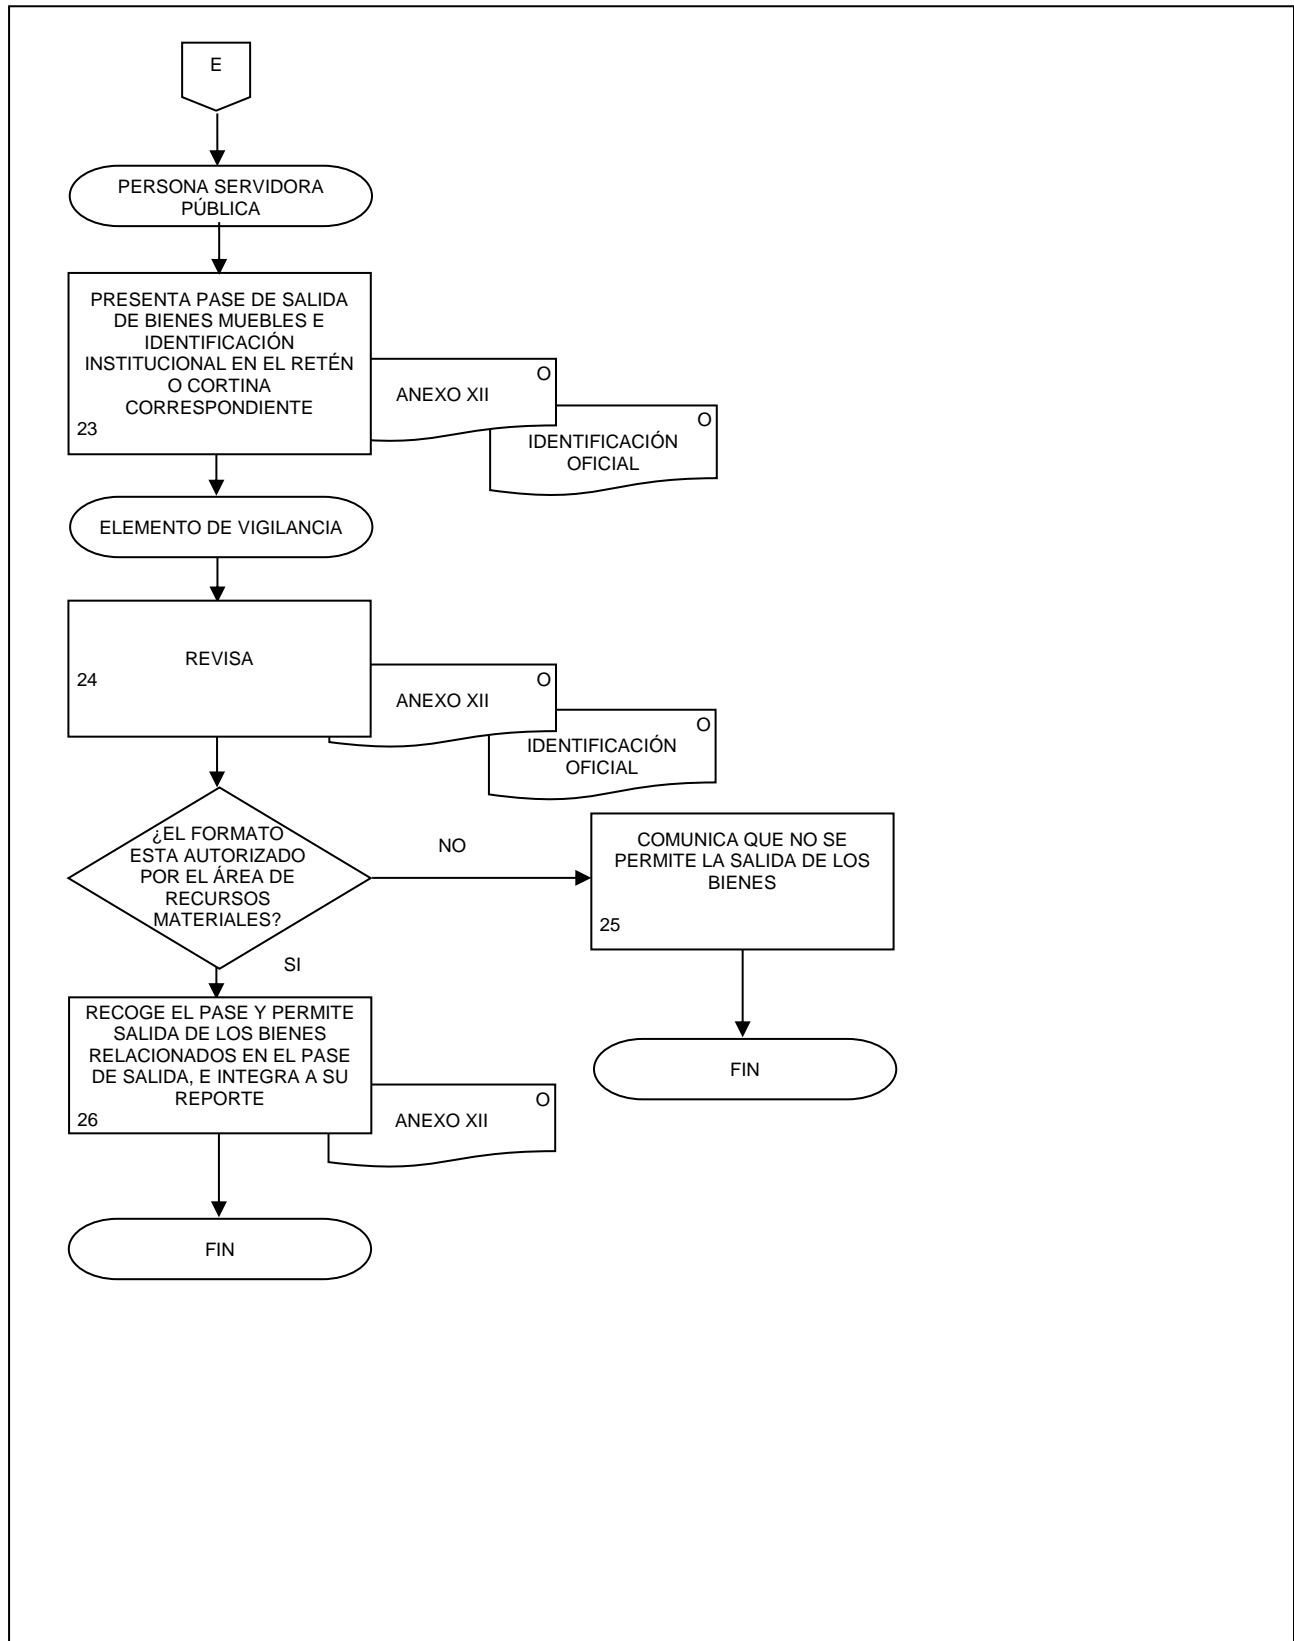 E
PERSONA SERVIDORA
PÚBLICA
PRESENTA PASE DE SALIDA
DE BIENES MUEBLES E
IDENTIFICACIÓN
INSTITUCIONAL EN EL RETÉN
O CORTINA
CORRESPONDIENTE
23
O
ANEXO XII
O
IDENTIFICACIÓN
OFICIAL
ELEMENTO DE VIGILANCIA
REVISA
24
O
ANEXO XII
O
IDENTIFICACIÓN
OFICIAL
¿EL FORMATO
ESTA AUTORIZADO
POR EL ÁREA DE
RECURSOS
MATERIALES?
NO
COMUNICA QUE NO SE
PERMITE LA SALIDA DE LOS
BIENES
25
FIN
SI
RECOGE EL PASE Y PERMITE
SALIDA DE LOS BIENES
RELACIONADOS EN EL PASE
DE SALIDA, E INTEGRA A SU
REPORTE
26
O
ANEXO XII
FIN